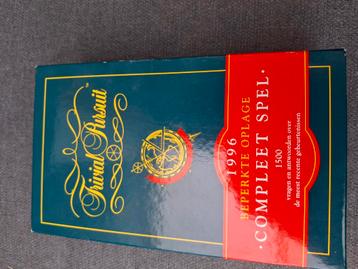 Trivial Pursuit
1996
BEPERKTE OPLAGE
· COMPLEET SPEL ·
1500
vragen en antwoorden over
de meest recente gebeurtenissen